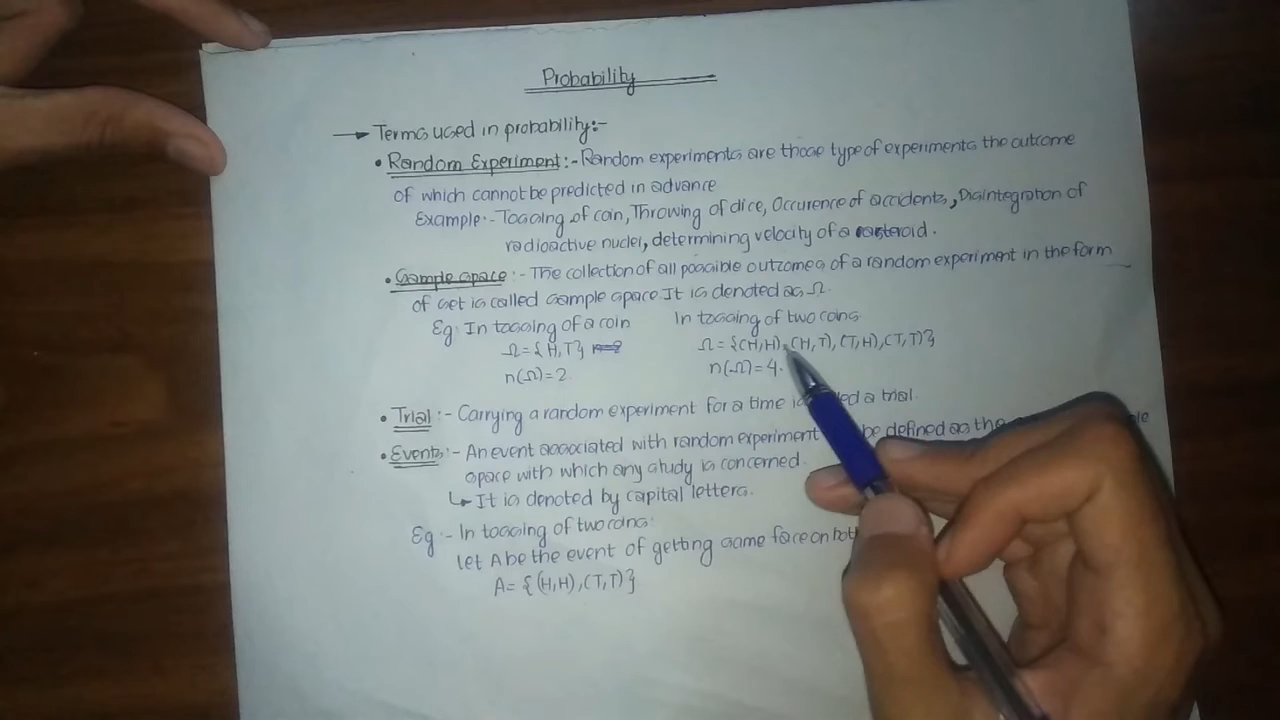 Probability
→ Terms used in probability:-
• Random Experiment:- Random experiments are those type of experiments the outcome
of which cannot be predicted in advance
Example:- Tossing of coin, Throwing of dice, Occurence of accidents, Disintegration of
radioactive nuclei, determining velocity of a asteroid.
• Sample space:- The collection of all possible outcomes of a random experiment in the form
of set is called sample space. It is denoted as Ω.
Eg: In tossing of a coin
Ω = {H,T}
n(Ω)=2
In tossing of two coins
Ω = {(H,H),(H,T),(T,H),(T,T)}
n(Ω)=4.
• Trial:- Carrying a random experiment for a time is called a trial.
• Events:- An event associated with random experiment be defined as the
space with which any study is concerned.
↳ It is denoted by capital letters.
Eg:- In tossing of two coins:
Let A be the event of getting same face on
A= {(H,H),(T,T)}